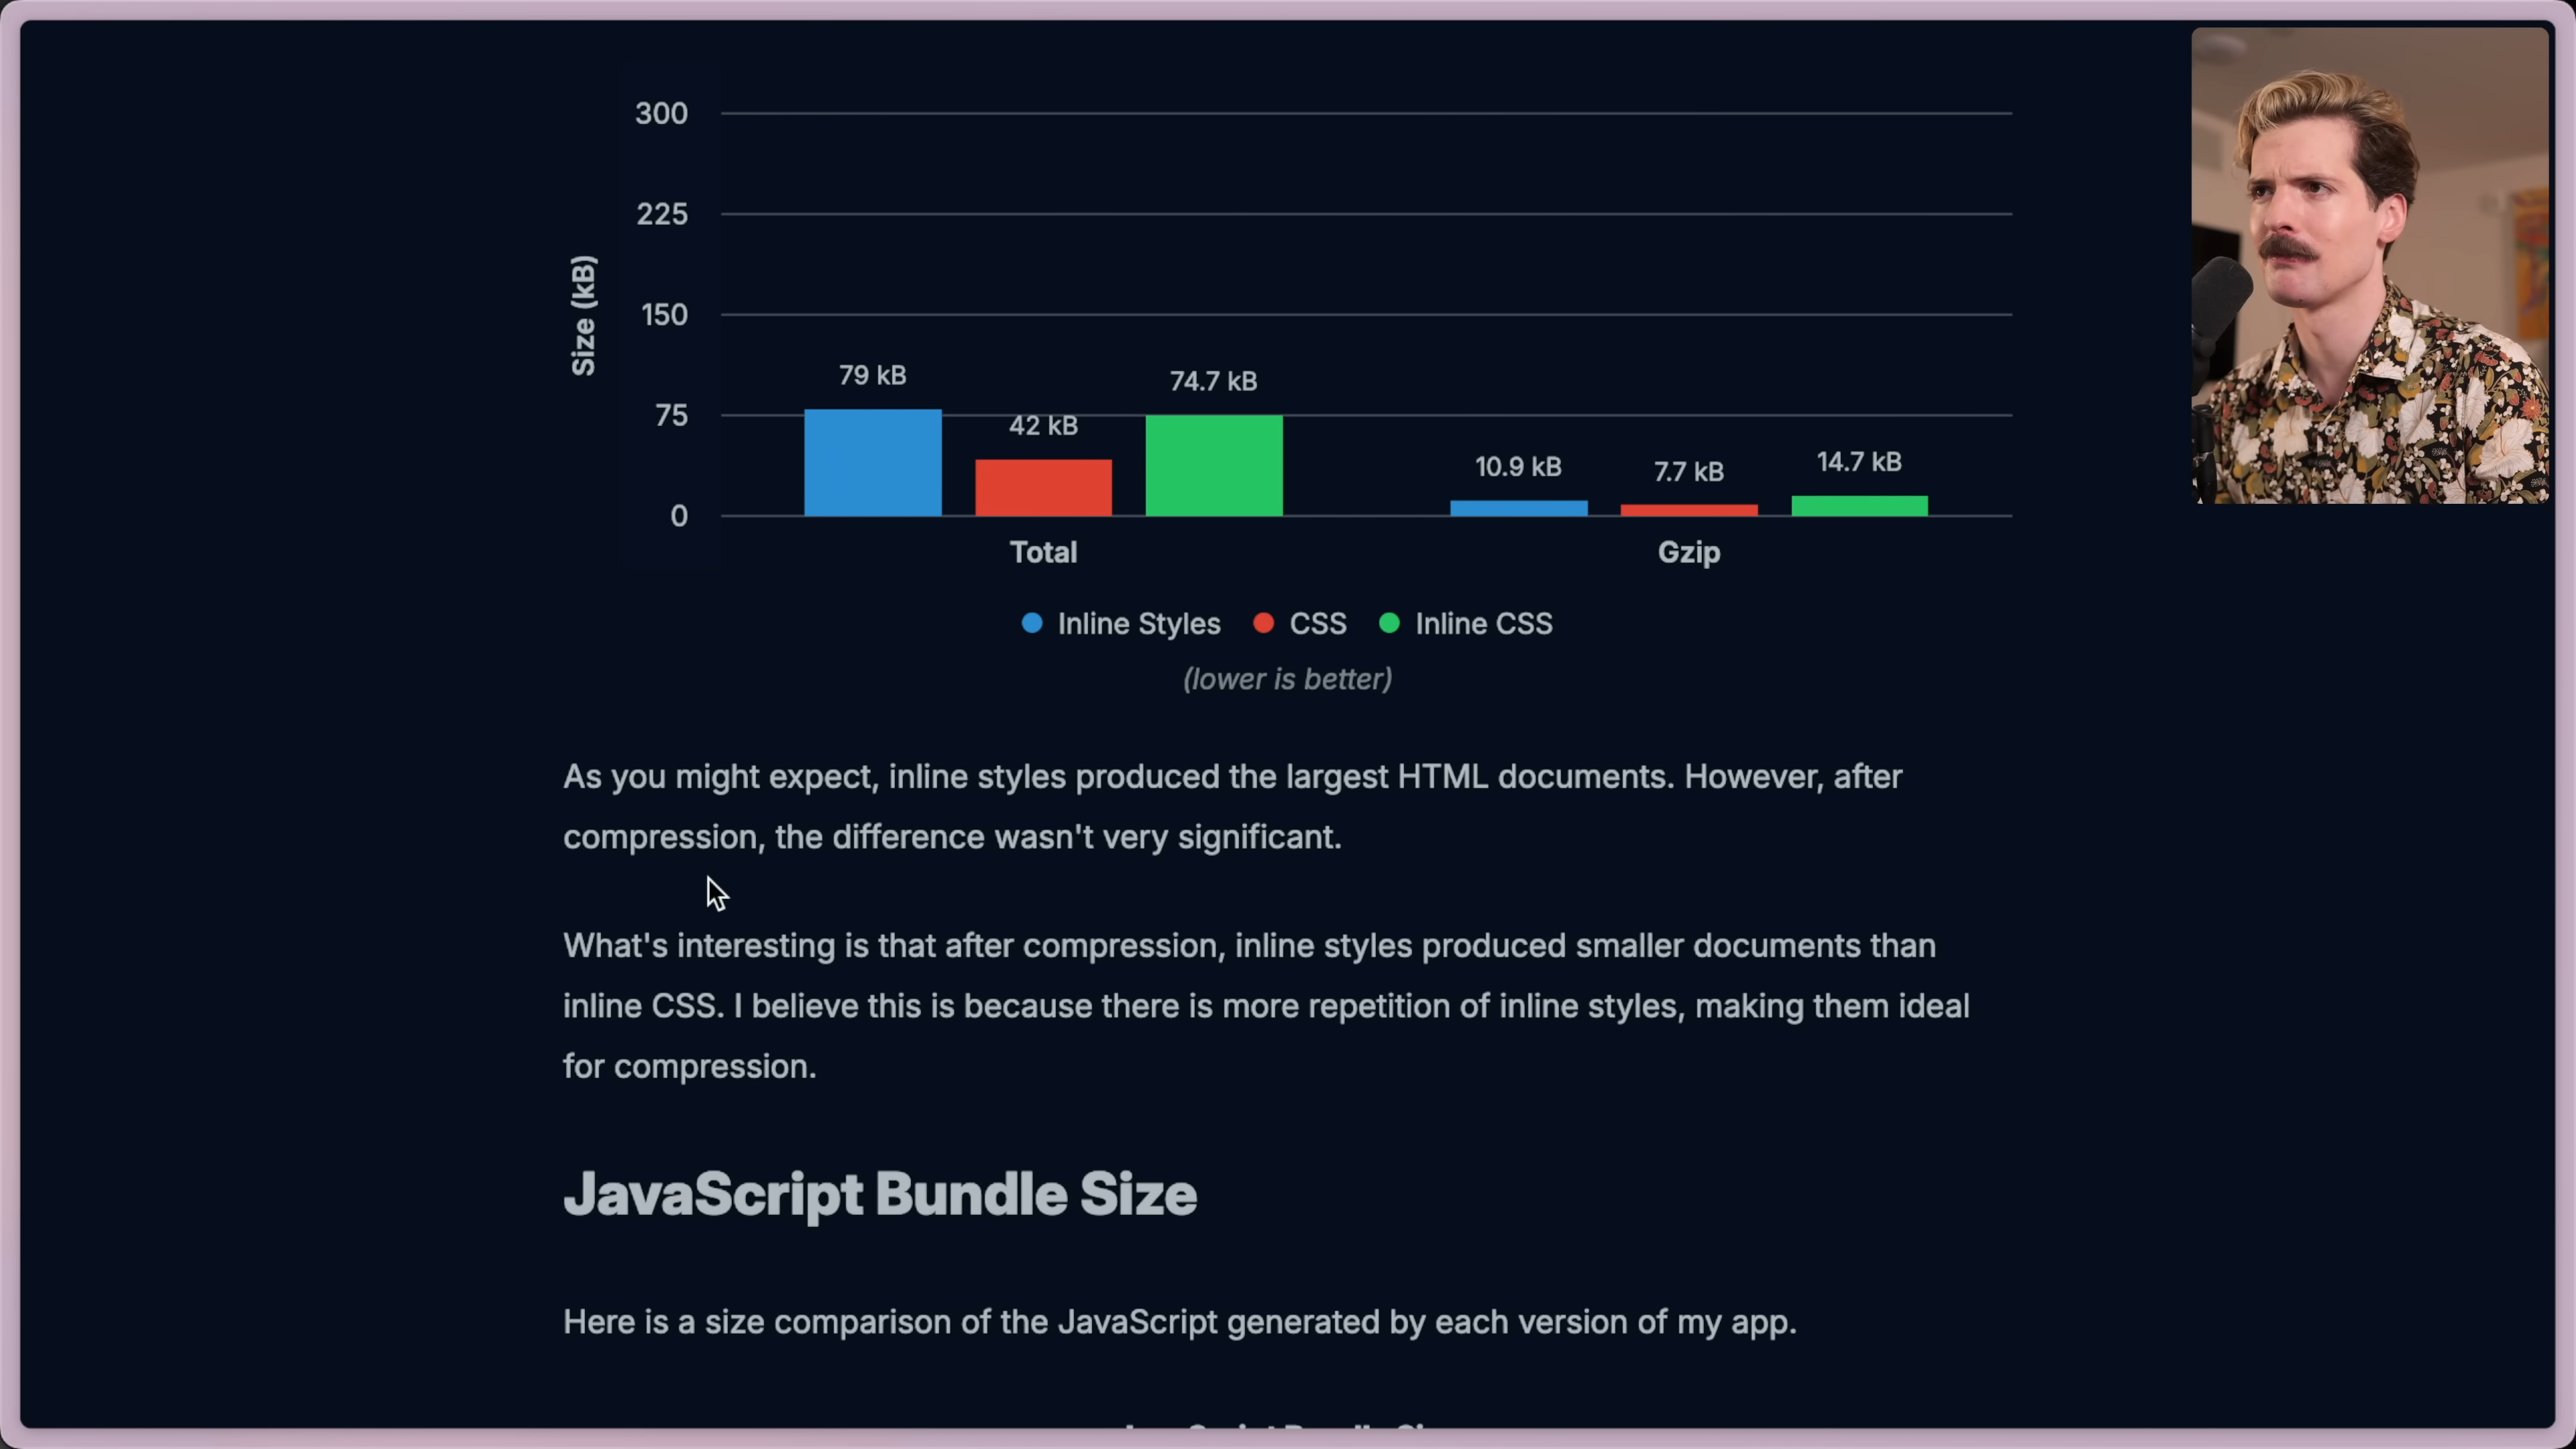 300
225
150
75
0
Size (kB)
79 kB
42 kB
74.7 kB
10.9 kB
7.7 kB
14.7 kB
Total
Gzip
Inline Styles
CSS
Inline CSS
(lower is better)
As you might expect, inline styles produced the largest HTML documents. However, after
compression, the difference wasn't very significant.
What's interesting is that after compression, inline styles produced smaller documents than
inline CSS. I believe this is because there is more repetition of inline styles, making them ideal
for compression.
JavaScript Bundle Size
Here is a size comparison of the JavaScript generated by each version of my app.